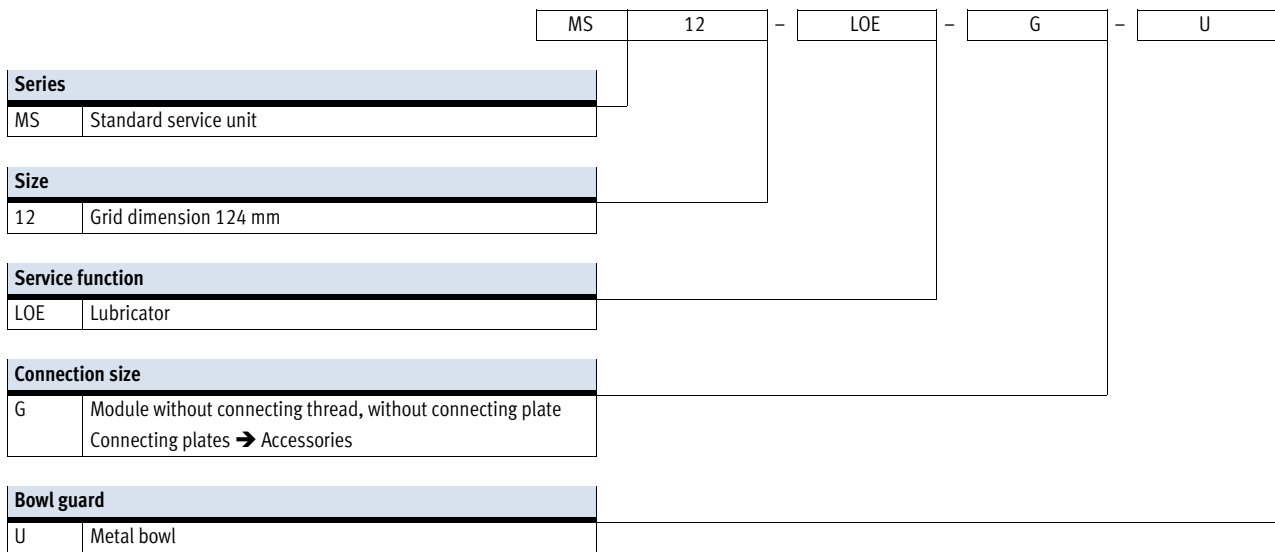 MS 12 – LOE – G – U
Series
MS Standard service unit
Size
12 Grid dimension 124 mm
Service function
LOE Lubricator
Connection size
G Module without connecting thread, without connecting plate
Connecting plates ➔ Accessories
Bowl guard
U Metal bowl